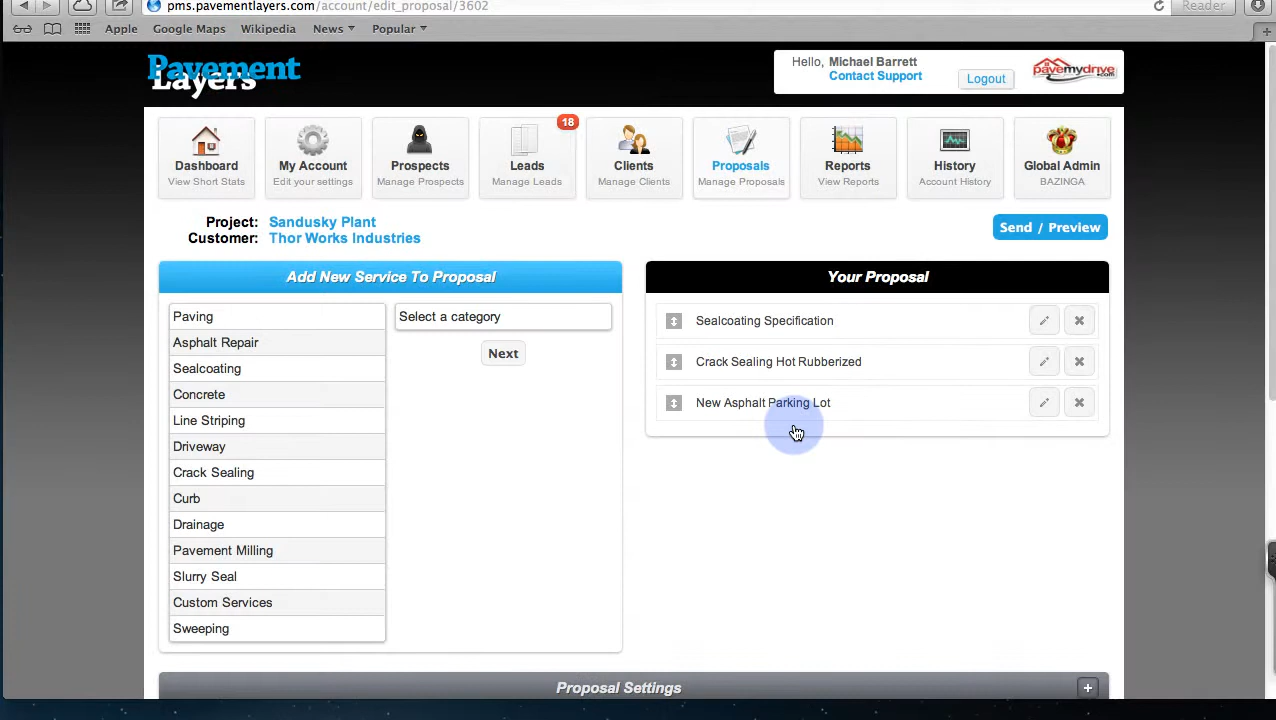 pms.pavementlayers.com/account/edit_proposal/3602
Reader
Apple
Google Maps
Wikipedia
News
Popular
Pavement
Layers
Hello, Michael Barrett
Contact Support
Logout
pavemydrive.com
Dashboard
View Short Stats
My Account
Edit your settings
Prospects
Manage Prospects
18
Leads
Manage Leads
Clients
Manage Clients
Proposals
Manage Proposals
Reports
View Reports
History
Account History
Global Admin
BAZINGA
Project: Sandusky Plant
Customer: Thor Works Industries
Send / Preview
Add New Service To Proposal
Paving
Asphalt Repair
Sealcoating
Concrete
Line Striping
Driveway
Crack Sealing
Curb
Drainage
Pavement Milling
Slurry Seal
Custom Services
Sweeping
Select a category
Next
Your Proposal
Sealcoating Specification
Crack Sealing Hot Rubberized
New Asphalt Parking Lot
Proposal Settings